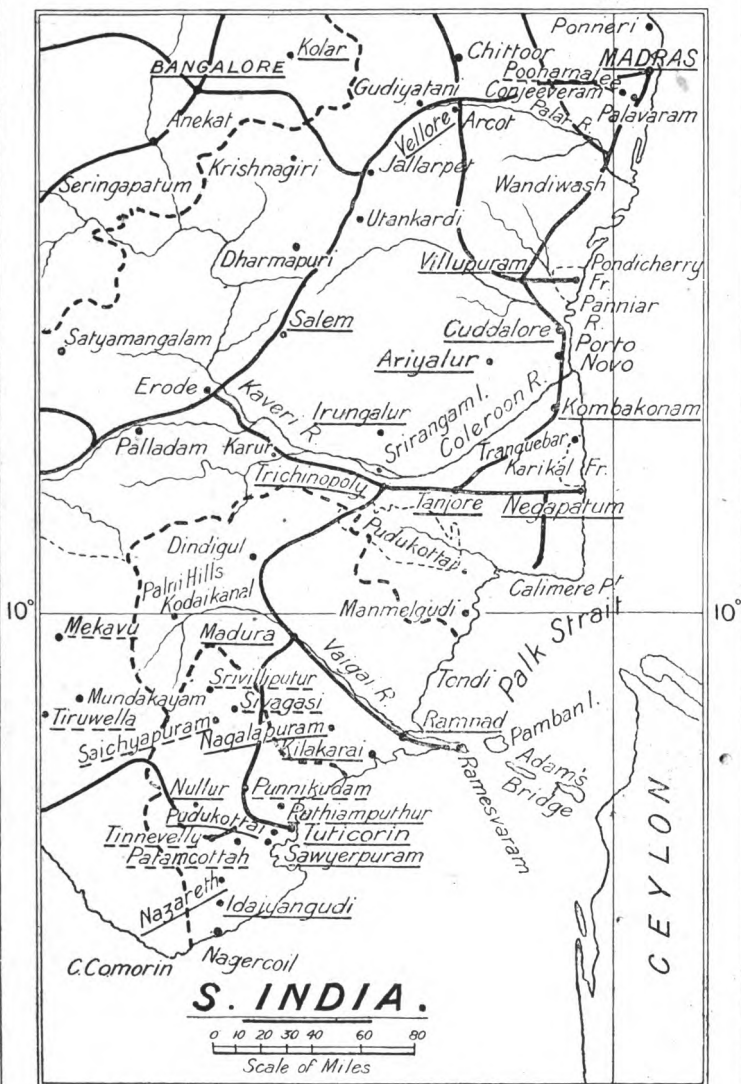 Ponneri
Kolar
Chittoor
MADRAS
BANGALORE
Poonamalee
Gudiyatani
Conjeeveram
Palar R.
Palavaram
Anekat
Vellore
Arcot
Krishnagiri
Jallarpet
Seringapatum
Wandiwash
Utankardi
Dharmapuri
Villupuram
Pondicherry
Fr.
Panniar
R.
Salem
Cuddalore
Satyamangalam
Ariyalur
Porto
Novo
Erode
Kaveri R.
Irungalur
Srirangam I.
Coleroon R.
Kombakonam
Palladam
Karur
Tranquebar
Karikal Fr.
Trichinopoly
Tanjore
Negapatum
Pudukottai
Dindigul
Palni Hills
Kodaikanal
Calimere Pt
10°
Manmelgudi
10°
Mekavu
Madura
Palk Strait
Vaigai R.
Srivilliputur
Tondi
Mundakayam
Sivagasi
Pamban I.
Tiruwella
Saichyapuram
Nagalapuram
Ramnad
Kilakarai
Adam's
Bridge
Ramesvaram
Nullur
Punnikudam
Pudukottai
Puthiamputhur
Tinnevelly
Tuticorin
Palamcottah
Sawyerpuram
CEYLON
Nazareth
Idaiyangudi
C. Comorin
Nagercoil
S. INDIA.
0 10 20 30 40 60 80
Scale of Miles